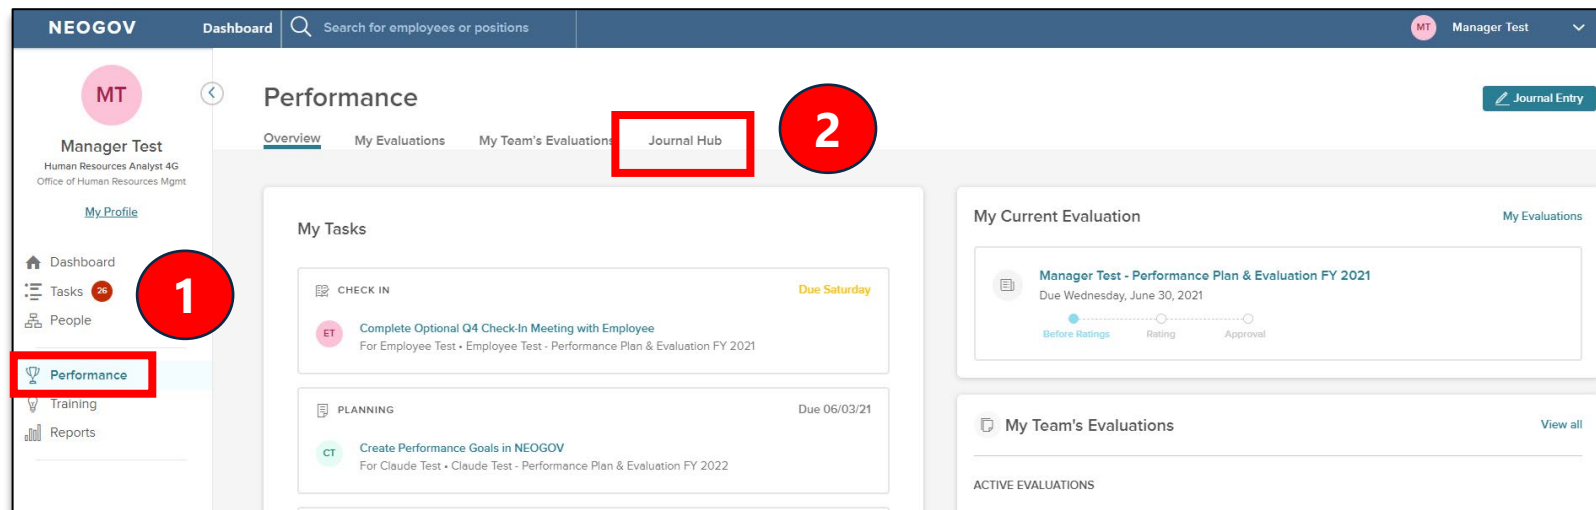 NEOGOV
Dashboard
Search for employees or positions
MT
Manager Test
MT
Manager Test
Human Resources Analyst 4G
Office of Human Resources Mgmt
My Profile
Dashboard
Tasks 26
People
Performance
Training
Reports
1
Performance
Journal Entry
Overview My Evaluations My Team's Evaluations Journal Hub
2
My Tasks
CHECK IN Due Saturday
ET
Complete Optional Q4 Check-In Meeting with Employee
For Employee Test • Employee Test - Performance Plan & Evaluation FY 2021
PLANNING Due 06/03/21
CT
Create Performance Goals in NEOGOV
For Claude Test • Claude Test - Performance Plan & Evaluation FY 2022
My Current Evaluation My Evaluations
Manager Test - Performance Plan & Evaluation FY 2021
Due Wednesday, June 30, 2021
Before Ratings Rating Approval
My Team's Evaluations View all
ACTIVE EVALUATIONS